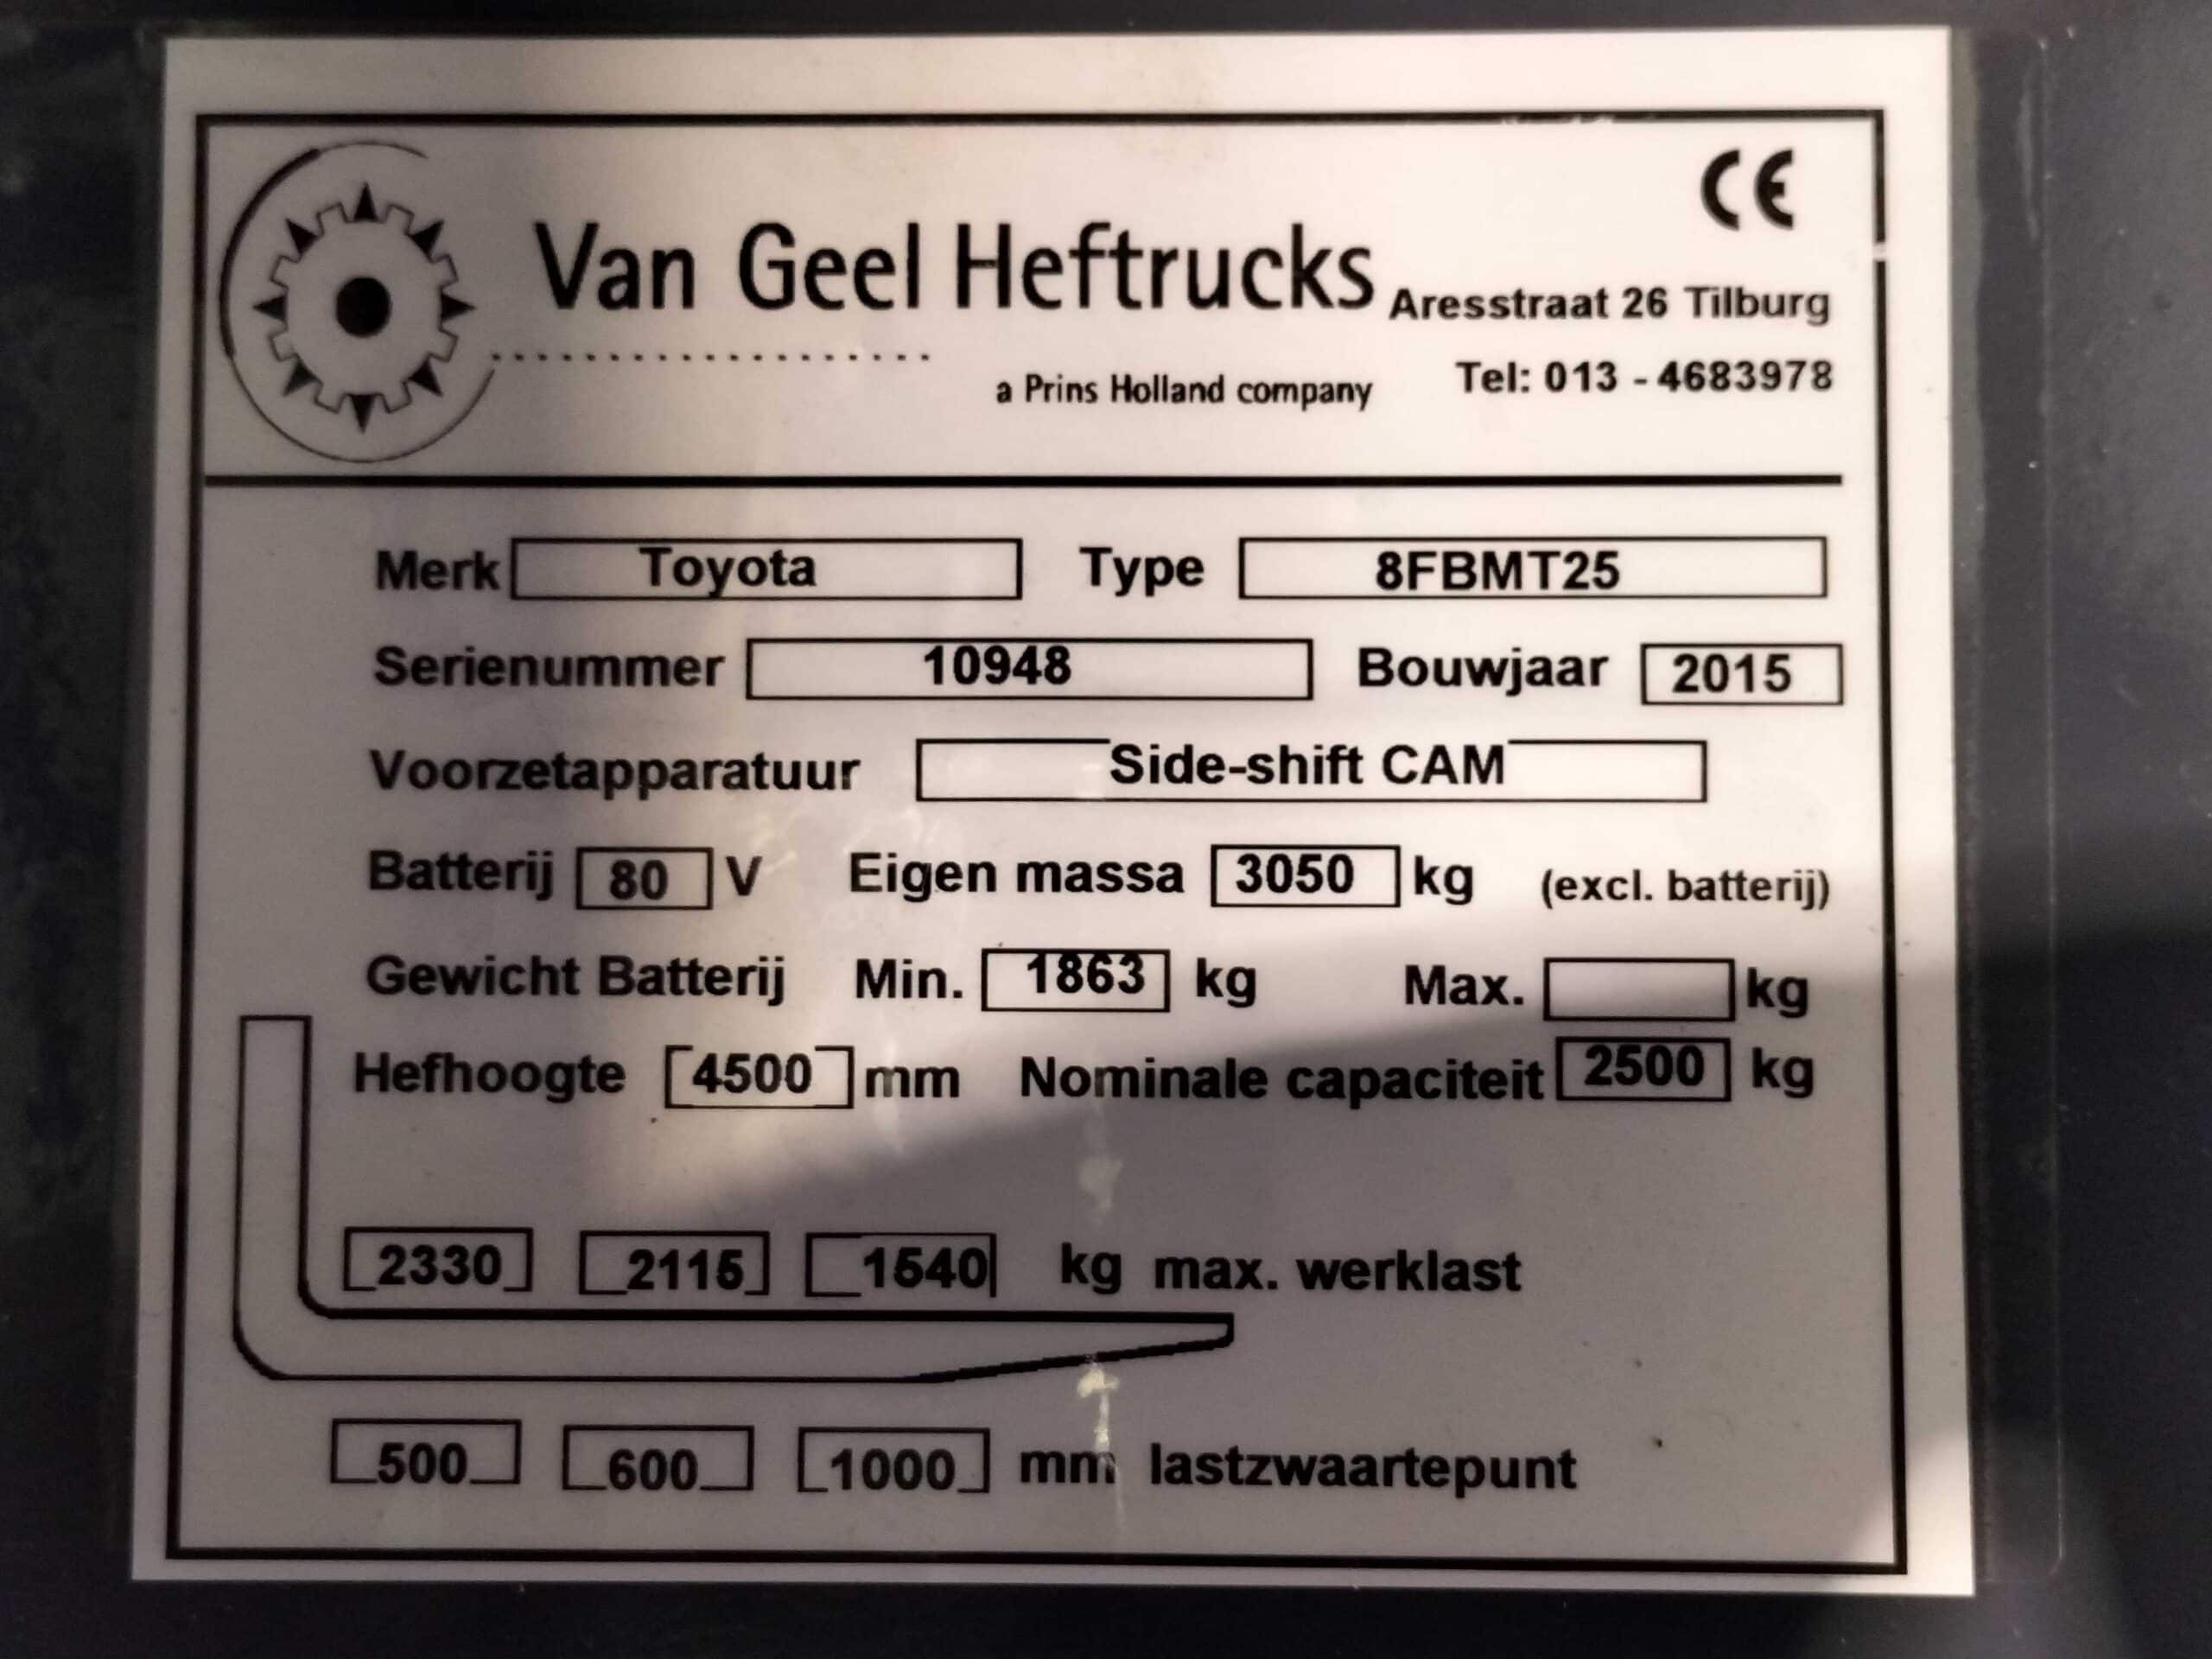 CE
Van Geel Heftrucks Aresstraat 26 Tilburg
a Prins Holland company Tel: 013 - 4683978
Merk Toyota Type 8FBMT25
Serienummer 10948 Bouwjaar 2015
Voorzetapparatuur Side-shift CAM
Batterij 80 V Eigen massa 3050 kg (excl. batterij)
Gewicht Batterij Min. 1863 kg Max. kg
Hefhoogte 4500 mm Nominale capaciteit 2500 kg
2330 2115 1540 kg max. werklast
500 600 1000 mm lastzwaartepunt